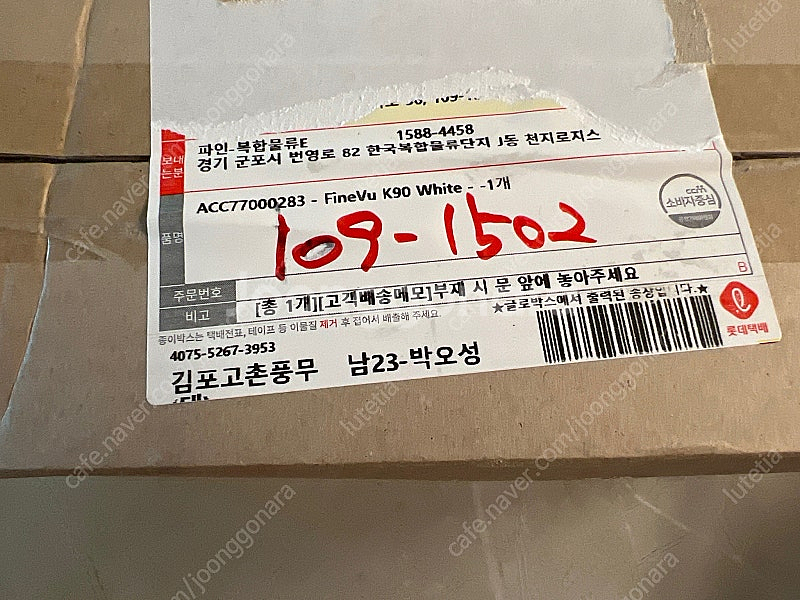 1588-4458
보내는분
파인-복합물류E
경기 군포시 번영로 82 한국복합물류단지 J동 천지로지스
품명
ACC77000283 - FineVu K90 White - -1개
ccm
소비자중심
109-1502
B
주문번호
비고
[총 1개][고객배송메모]부재 시 문 앞에 놓아주세요
★글로박스에서 출력된 송장입니다.★
종이박스는 택배전표, 테이프 등 이물질 제거 후 접어서 배출해 주세요.
롯데택배
4075-5267-3953
김포고촌풍무 남23-박오성
cafe.naver.com/joonggonara
lutetia